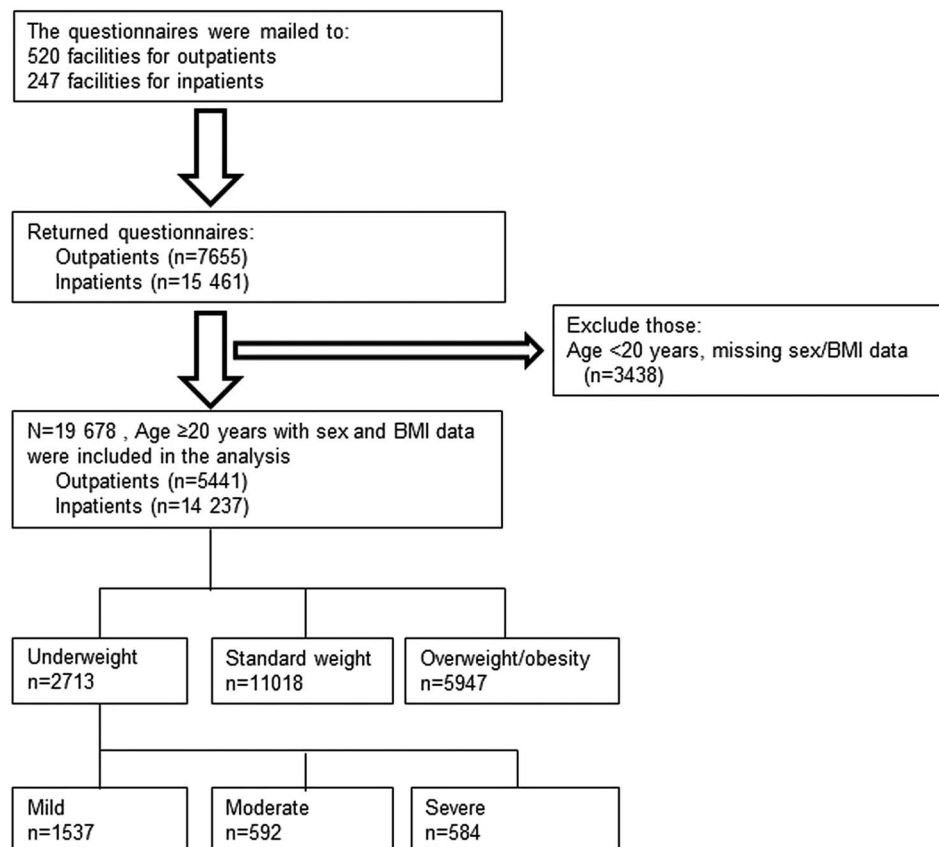 The questionnaires were mailed to:
520 facilities for outpatients
247 facilities for inpatients
Returned questionnaires:
Outpatients (n=7655)
Inpatients (n=15 461)
Exclude those:
Age <20 years, missing sex/BMI data
(n=3438)
N=19 678 , Age ≥20 years with sex and BMI data
were included in the analysis
Outpatients (n=5441)
Inpatients (n=14 237)
Underweight
n=2713
Standard weight
n=11018
Overweight/obesity
n=5947
Mild
n=1537
Moderate
n=592
Severe
n=584